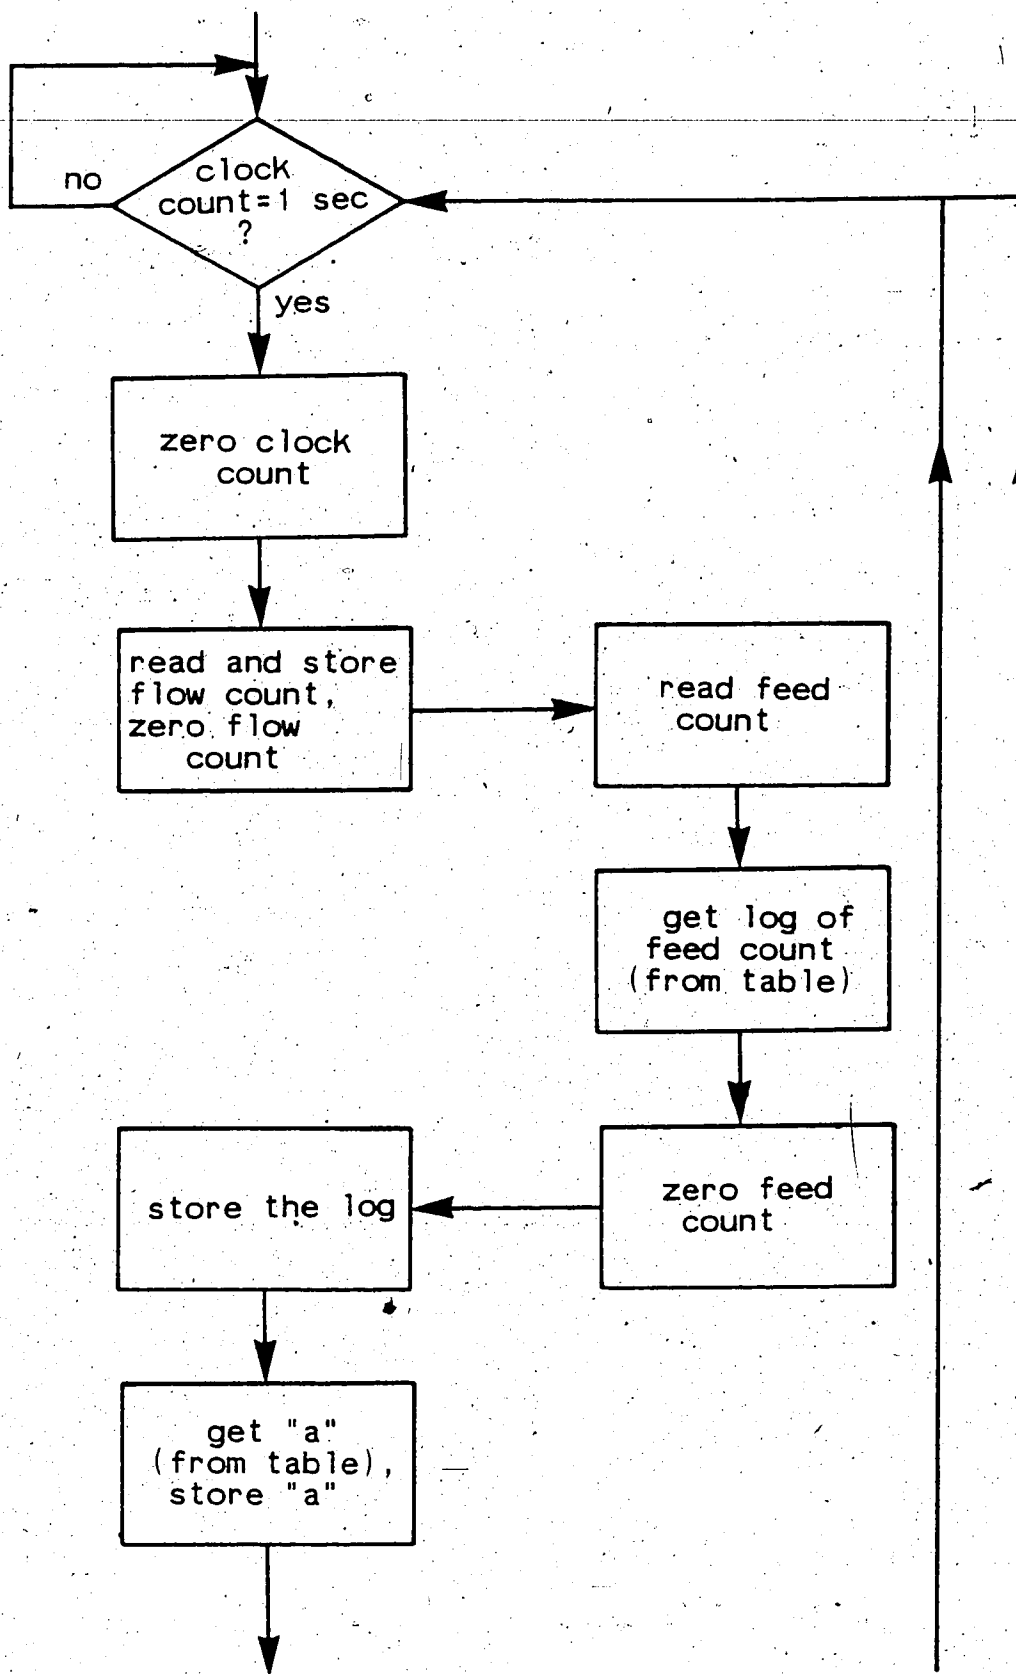 clock
count=1 sec
?
no
yes
zero clock
count
read and store
flow count,
zero flow
count
read feed
count
get log of
feed count
(from table)
zero feed
count
store the log
get "a"
(from table),
store "a"